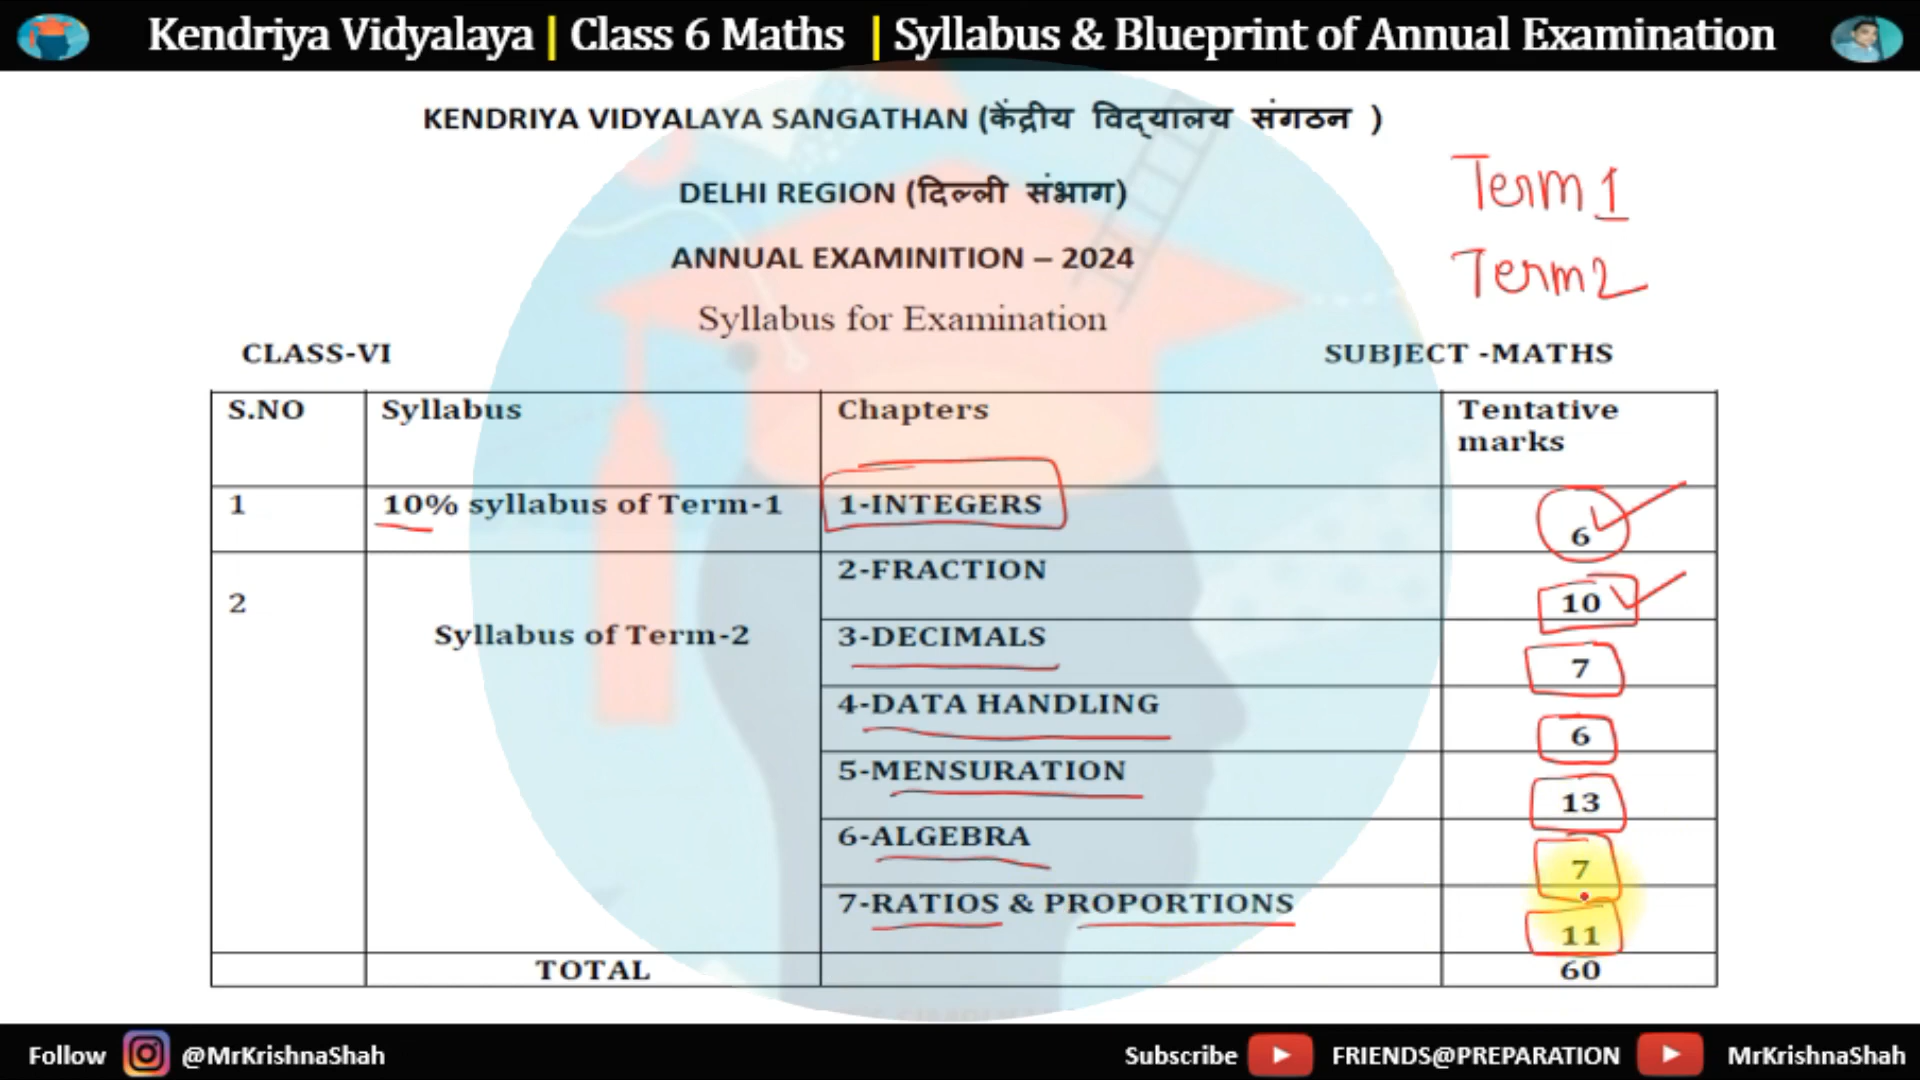 Kendriya Vidyalaya | Class 6 Maths | Syllabus & Blueprint of Annual Examination
KENDRIYA VIDYALAYA SANGATHAN (केंद्रीय विद्यालय संगठन )
DELHI REGION (दिल्ली संभाग)
ANNUAL EXAMINITION – 2024
Syllabus for Examination
Term 1
Term 2
CLASS-VI SUBJECT -MATHS
S.NO Syllabus Chapters Tentative marks
1 10% syllabus of Term-1 1-INTEGERS 6
2 Syllabus of Term-2 2-FRACTION 10
3-DECIMALS 7
4-DATA HANDLING 6
5-MENSURATION 13
6-ALGEBRA 7
7-RATIOS & PROPORTIONS 11
TOTAL 60
Follow @MrKrishnaShah Subscribe FRIENDS@PREPARATION MrKrishnaShah